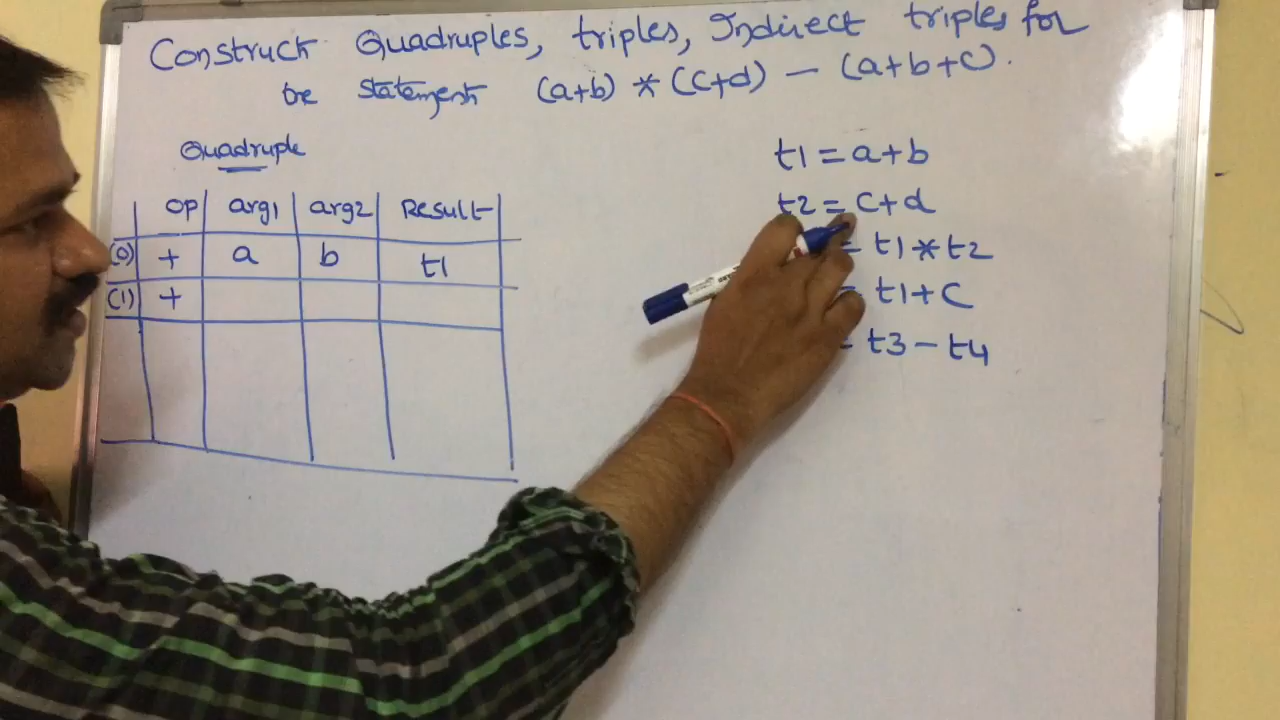 Construct Quadruples, triples, Indirect triples for
the statement (a+b) * (c+d) - (a+b+c).
Quadruple
op arg1 arg2 Result
(0) + a b t1
(1) +
t1 = a+b
t2 = c+d
= t1 * t2
= t1 + c
= t3 - t4